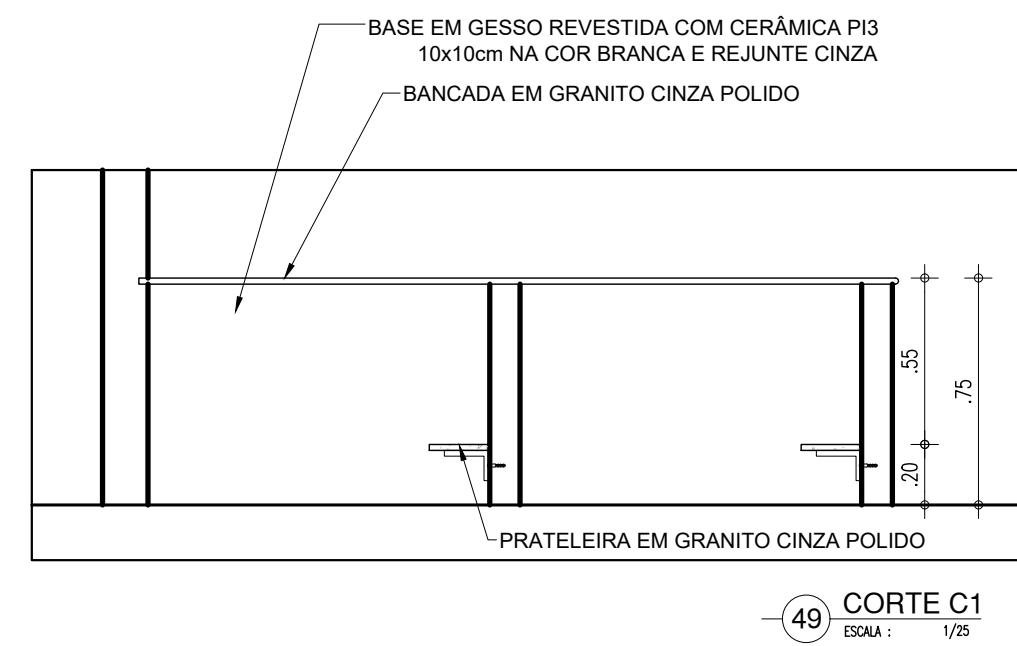 BASE EM GESSO REVESTIDA COM CERÂMICA PI3
10x10cm NA COR BRANCA E REJUNTE CINZA
BANCADA EM GRANITO CINZA POLIDO
.55
.75
.20
PRATELEIRA EM GRANITO CINZA POLIDO
49 CORTE C1
ESCALA : 1/25